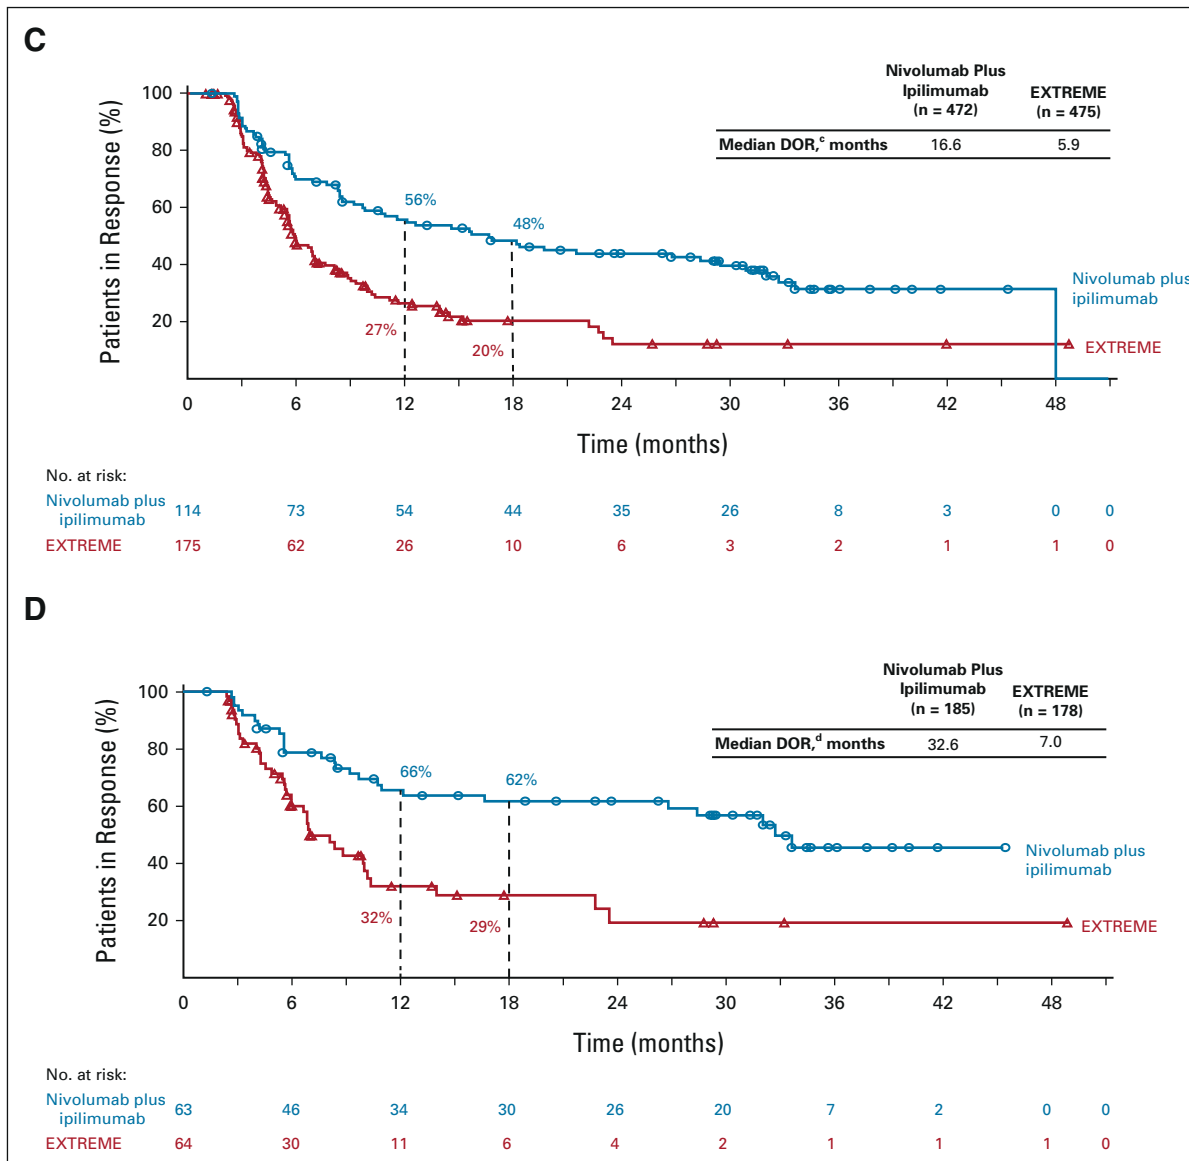 C
Nivolumab Plus
Ipilimumab
(n = 472)
EXTREME
(n = 475)
Median DOR,c months 16.6 5.9
Patients in Response (%)
100
80
60
40
20
56%
48%
27%
20%
Nivolumab plus
ipilimumab
EXTREME
0 6 12 18 24 30 36 42 48
Time (months)
No. at risk:
Nivolumab plus
ipilimumab 114 73 54 44 35 26 8 3 0 0
EXTREME 175 62 26 10 6 3 2 1 1 0
D
Nivolumab Plus
Ipilimumab
(n = 185)
EXTREME
(n = 178)
Median DOR,d months 32.6 7.0
Patients in Response (%)
100
80
60
40
20
66%
62%
32%
29%
Nivolumab plus
ipilimumab
EXTREME
0 6 12 18 24 30 36 42 48
Time (months)
No. at risk:
Nivolumab plus
ipilimumab 63 46 34 30 26 20 7 2 0 0
EXTREME 64 30 11 6 4 2 1 1 1 0